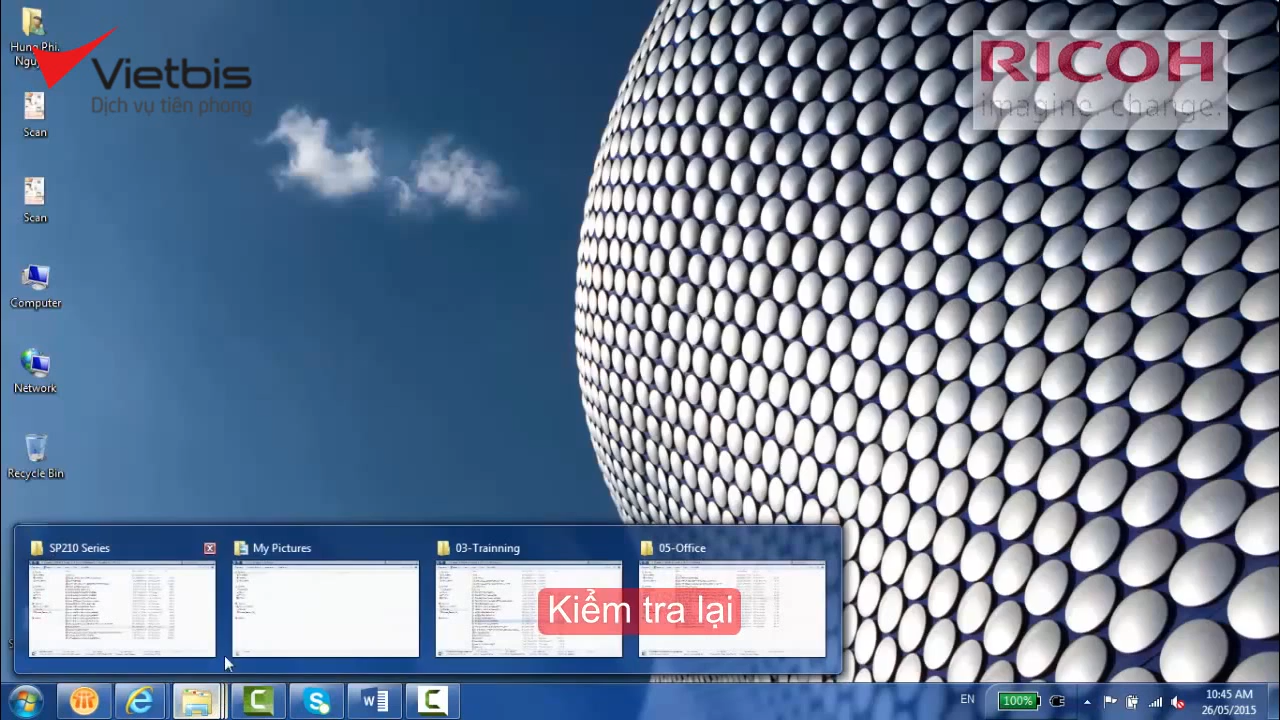 Hung Phi.
Vietbis
Dịch vụ tiên phong
RICOH
imagine. change.
Scan
Scan
Computer
Network
Recycle Bin
SP210 Series
My Pictures
03-Trainning
05-Office
Kiểm tra lại
EN
100%
10:45 AM
26/05/2015